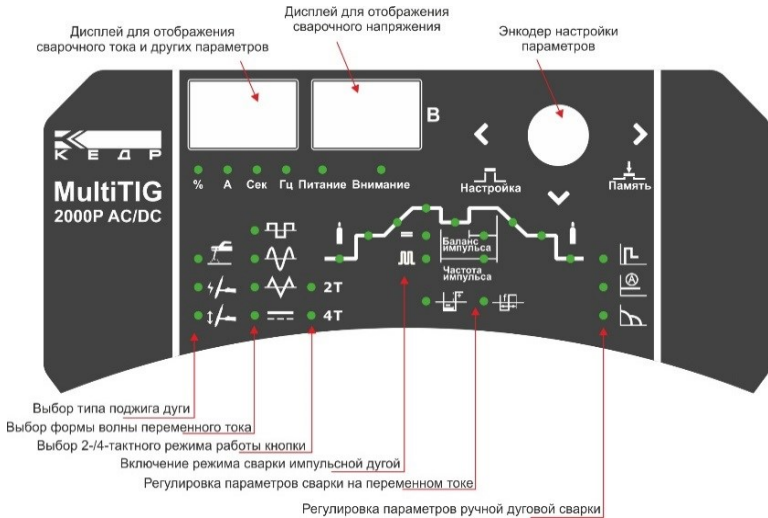 Дисплей для отображения
сварочного тока и других параметров
Дисплей для отображения
сварочного напряжения
Энкодер настройки
параметров
В
КЕДР
MultiTIG
2000P AC/DC
% А Сек Гц Питание Внимание
Настройка
Память
Баланс
импульса
Частота
импульса
A
2T
4T
Выбор типа поджига дуги
Выбор формы волны переменного тока
Выбор 2-/4-тактного режима работы кнопки
Включение режима сварки импульсной дугой
Регулировка параметров сварки на переменном токе
Регулировка параметров ручной дуговой сварки